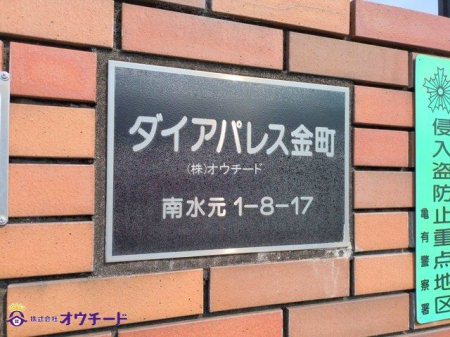 ダイアパレス金町
(株)オウチード
南水元 1-8-17
侵入盗防止重点地区
亀有警察署
株式会社オウチード